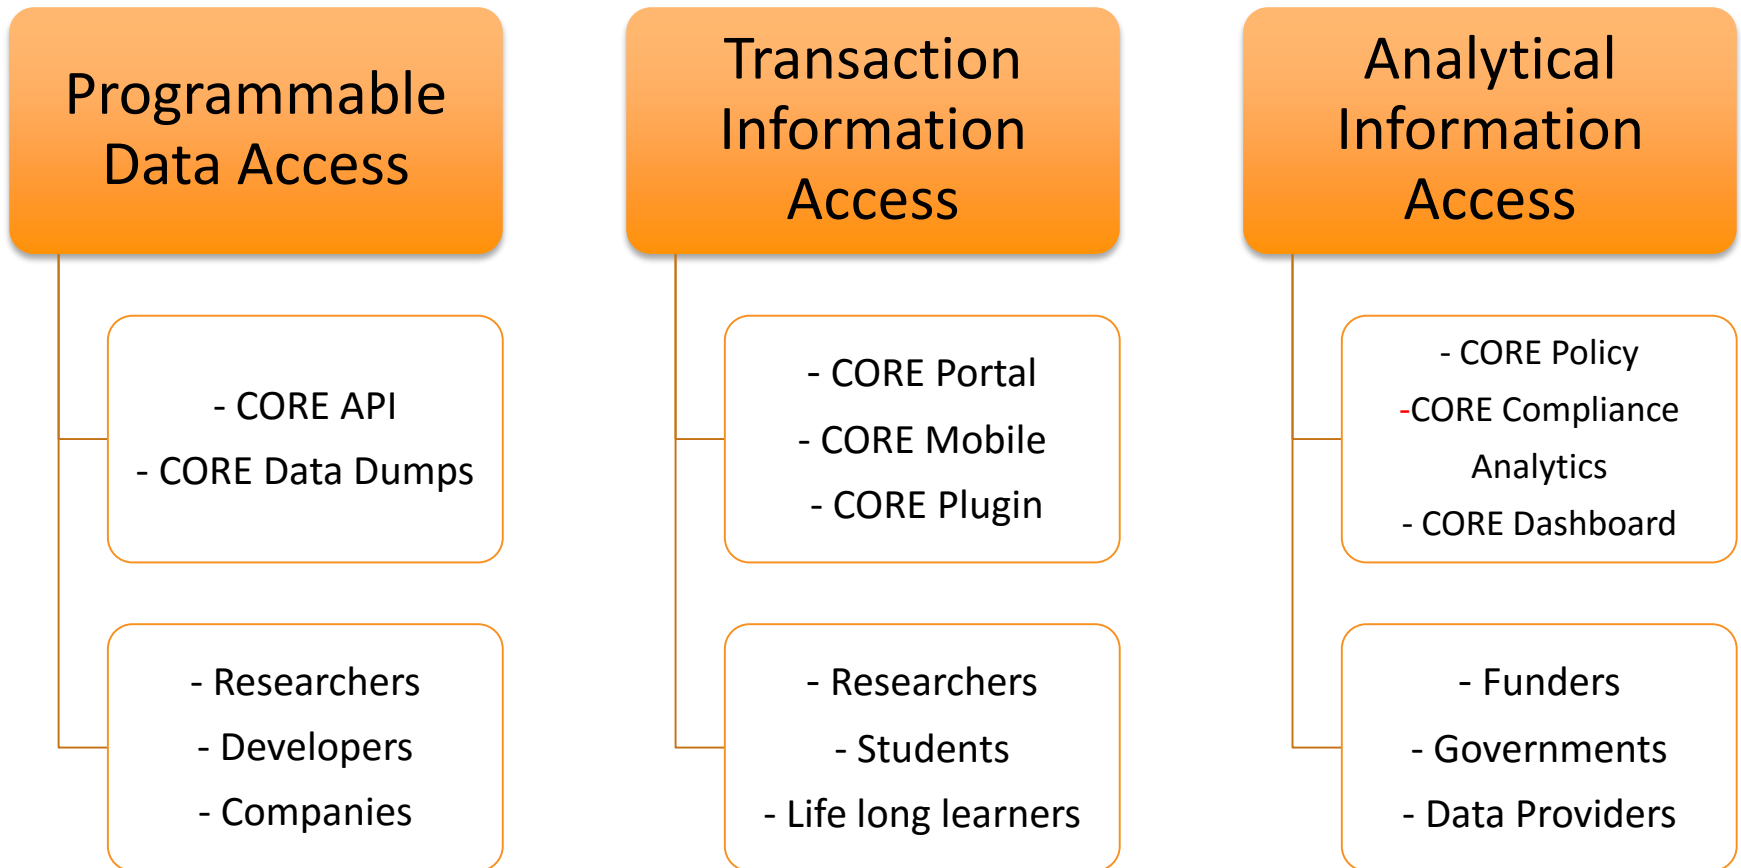 Programmable
Data Access
- CORE API
- CORE Data Dumps
- Researchers
- Developers
- Companies
Transaction
Information
Access
- CORE Portal
- CORE Mobile
- CORE Plugin
- Researchers
- Students
- Life long learners
Analytical
Information
Access
- CORE Policy
-CORE Compliance
Analytics
- CORE Dashboard
- Funders
- Governments
- Data Providers